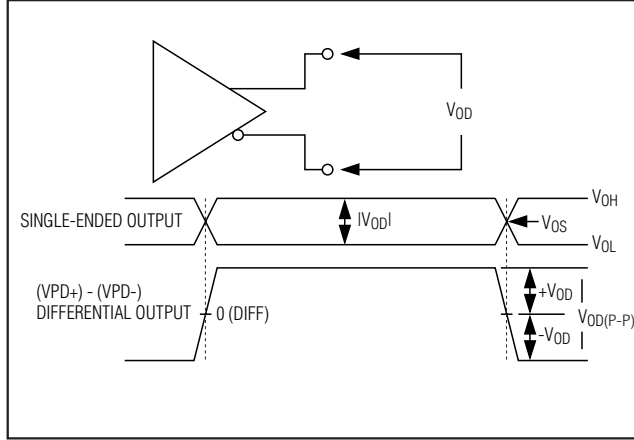 VOD
VOH
SINGLE-ENDED OUTPUT
|VOD|
VOS
VOL
(VPD+) - (VPD-)
DIFFERENTIAL OUTPUT
0 (DIFF)
+VOD
VOD(P-P)
-VOD